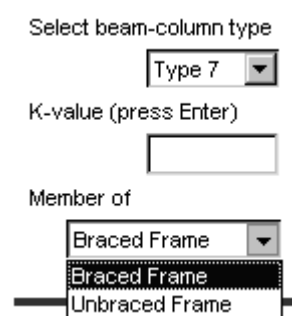 Select beam-column type
Type 7
K-value (press Enter)
Member of
Braced Frame
Braced Frame
Unbraced Frame